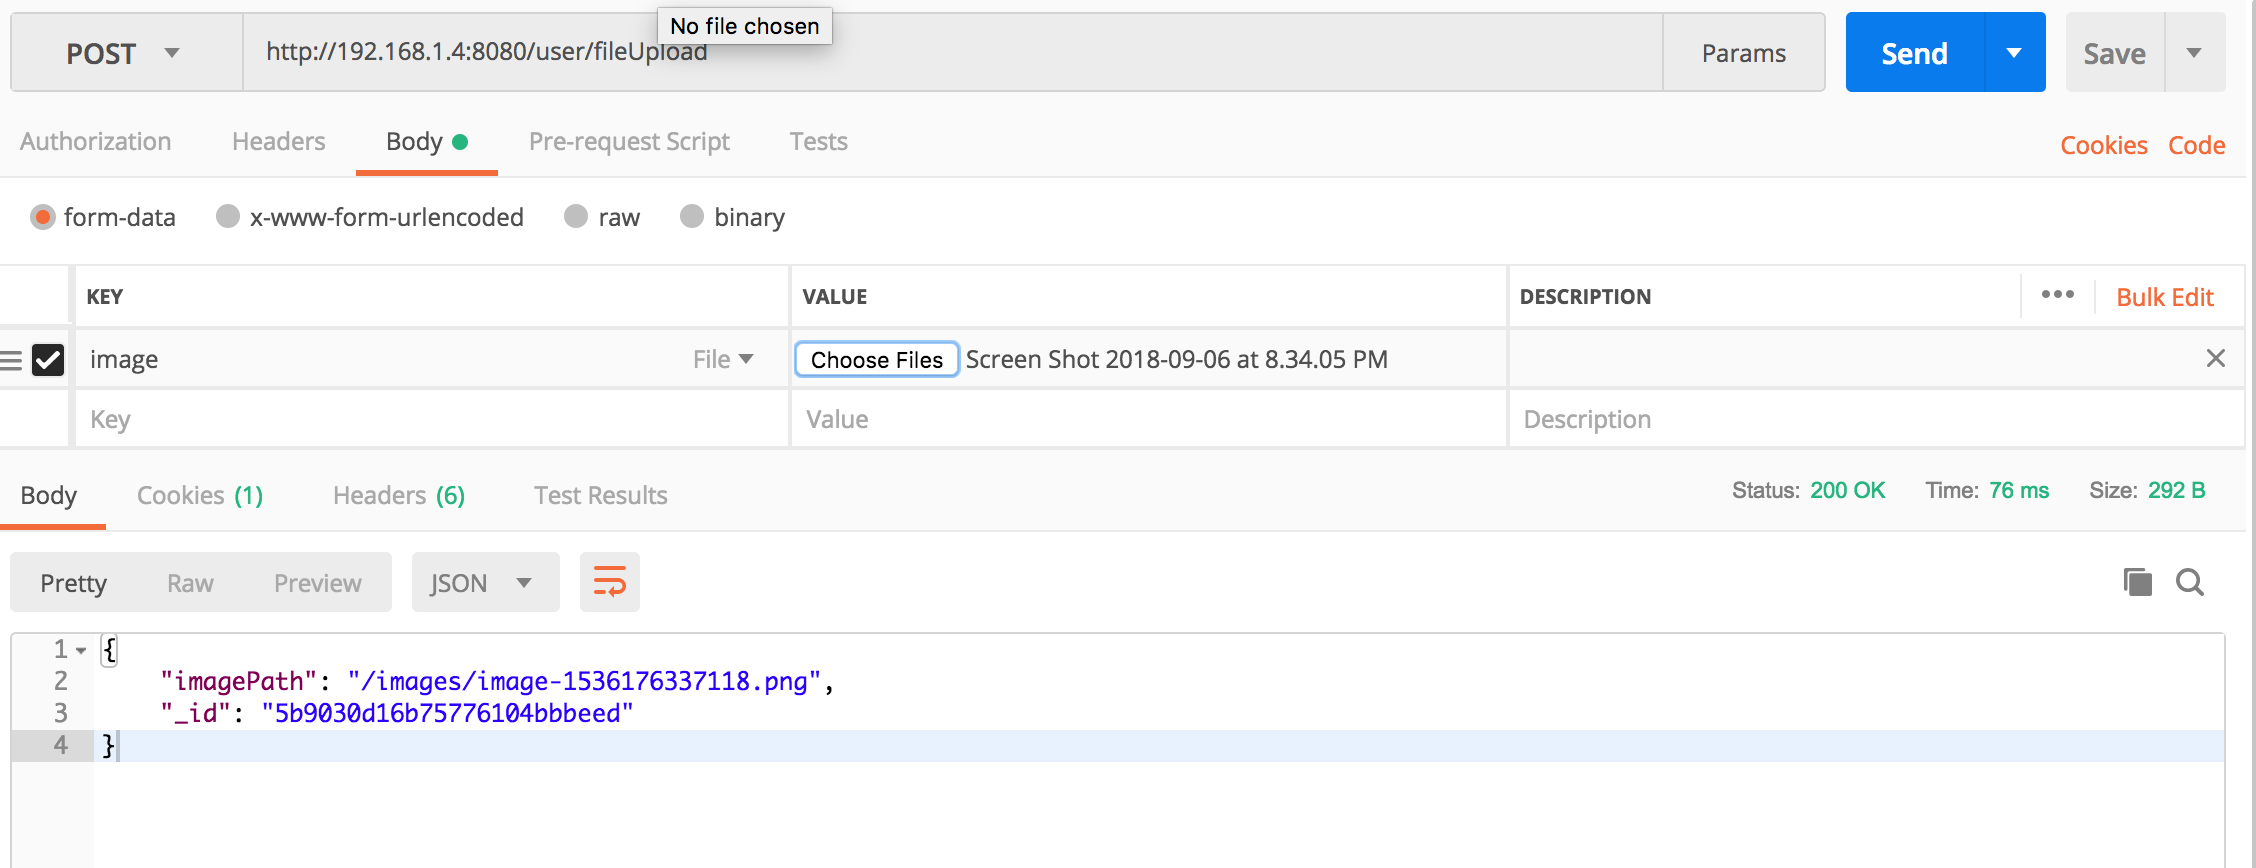 No file chosen
POST http://192.168.1.4:8080/user/fileUpload Params Send Save
Authorization Headers Body Pre-request Script Tests Cookies Code
form-data x-www-form-urlencoded raw binary
KEY VALUE DESCRIPTION ••• Bulk Edit
image File Choose Files Screen Shot 2018-09-06 at 8.34.05 PM
Key Value Description
Body Cookies (1) Headers (6) Test Results Status: 200 OK Time: 76 ms Size: 292 B
Pretty Raw Preview JSON
1 {
2 "imagePath": "/images/image-1536176337118.png",
3 "_id": "5b9030d16b75776104bbbeed"
4 }